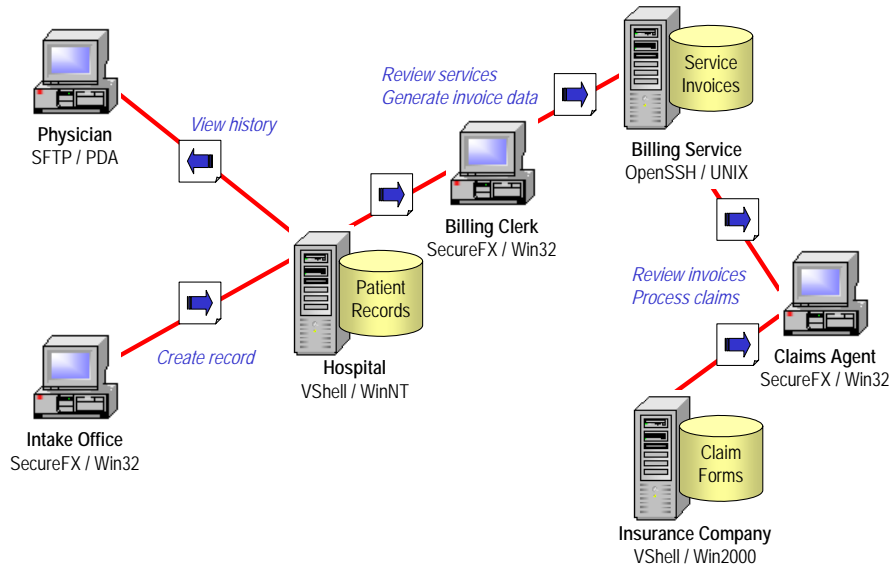 Physician
SFTP / PDA
View history
Review services
Generate invoice data
Service
Invoices
Billing Service
OpenSSH / UNIX
Billing Clerk
SecureFX / Win32
Patient
Records
Hospital
VShell / WinNT
Create record
Intake Office
SecureFX / Win32
Review invoices
Process claims
Claims Agent
SecureFX / Win32
Claim
Forms
Insurance Company
VShell / Win2000